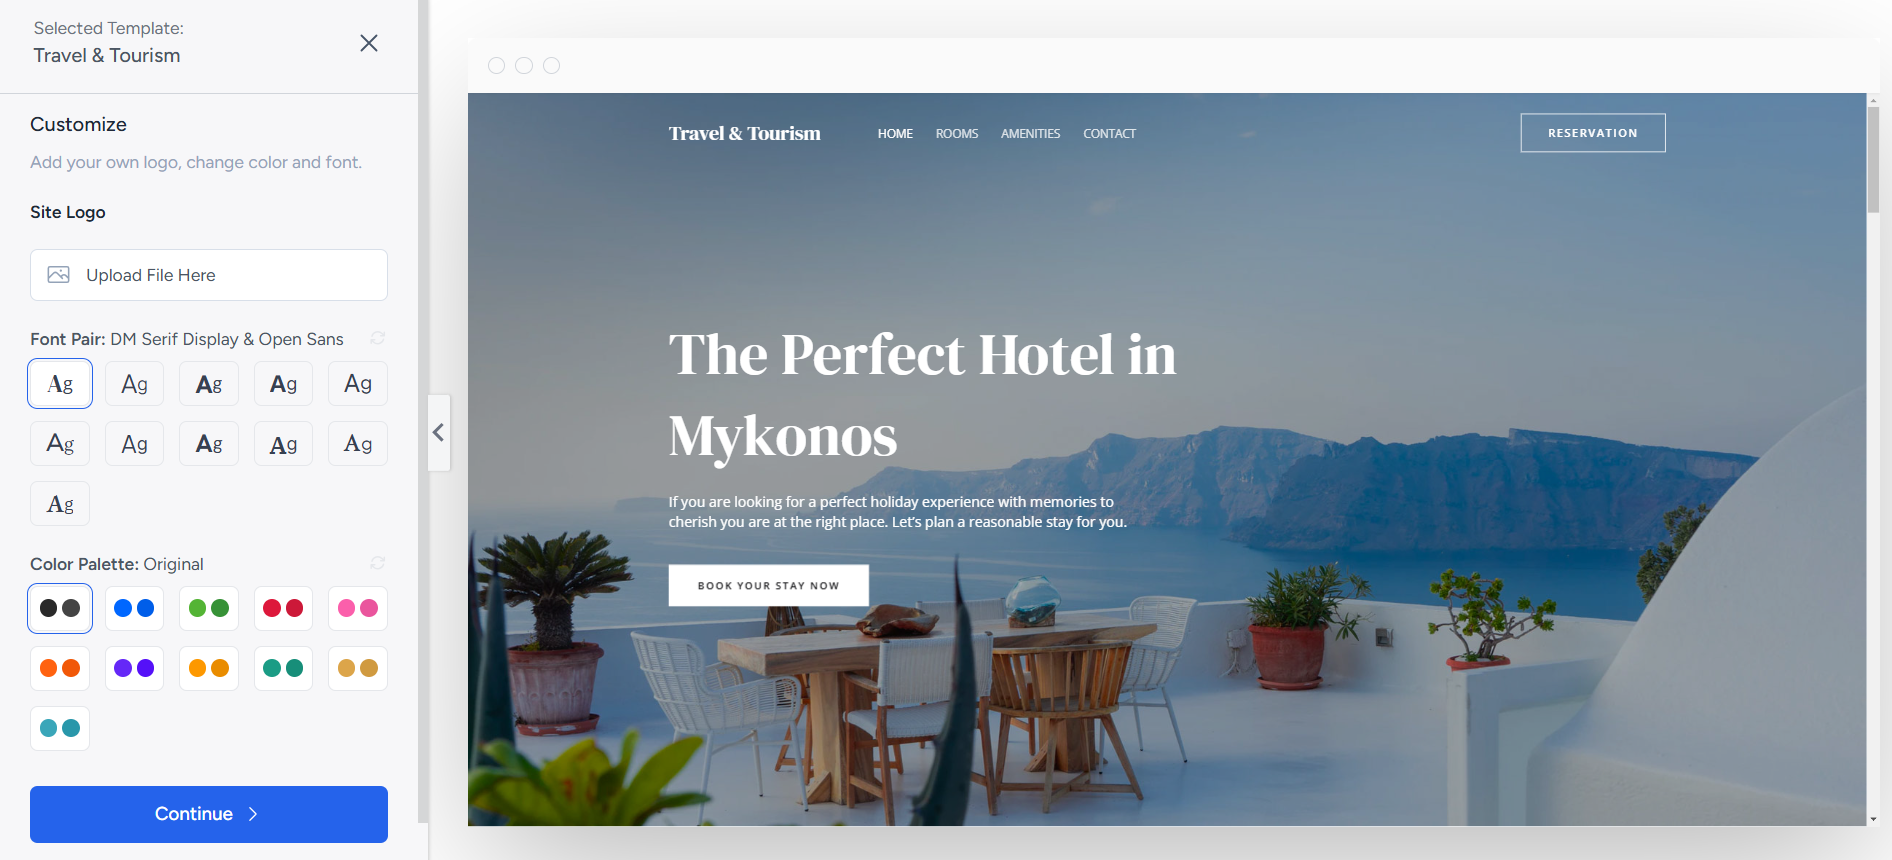 Selected Template:
Travel & Tourism
Customize
Add your own logo, change color and font.
Site Logo
Upload File Here
Font Pair: DM Serif Display & Open Sans
Ag Ag Ag Ag Ag
Ag Ag Ag Ag Ag
Ag
Color Palette: Original
Continue
Travel & Tourism HOME ROOMS AMENITIES CONTACT RESERVATION
The Perfect Hotel in
Mykonos
If you are looking for a perfect holiday experience with memories to
cherish you are at the right place. Let’s plan a reasonable stay for you.
BOOK YOUR STAY NOW